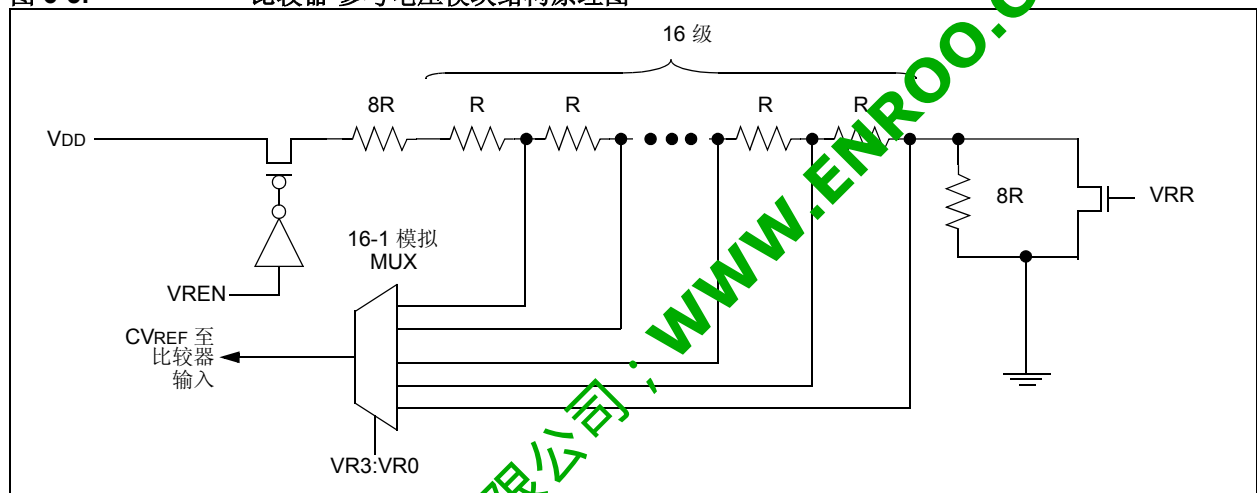 16 级
8R
R
R
R
R
VDD
8R
VRR
16-1 模拟
MUX
VREN
CVREF 至
比较器
输入
VR3:VR0
限公司; WWW.ENROO.C